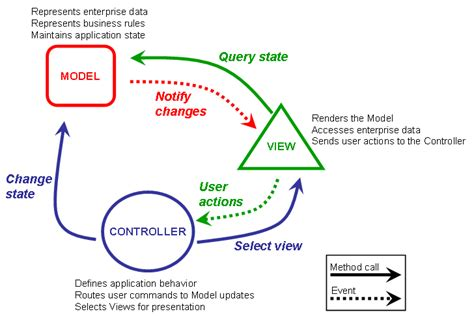 Represents enterprise data
Represents business rules
Maintains application state
MODEL
Query state
Notify
changes
Renders the Model
Accesses enterprise data
Sends user actions to the Controller
VIEW
Change
state
User
actions
CONTROLLER
Select view
Defines application behavior
Routes user commands to Model updates
Selects Views for presentation
Method call
Event